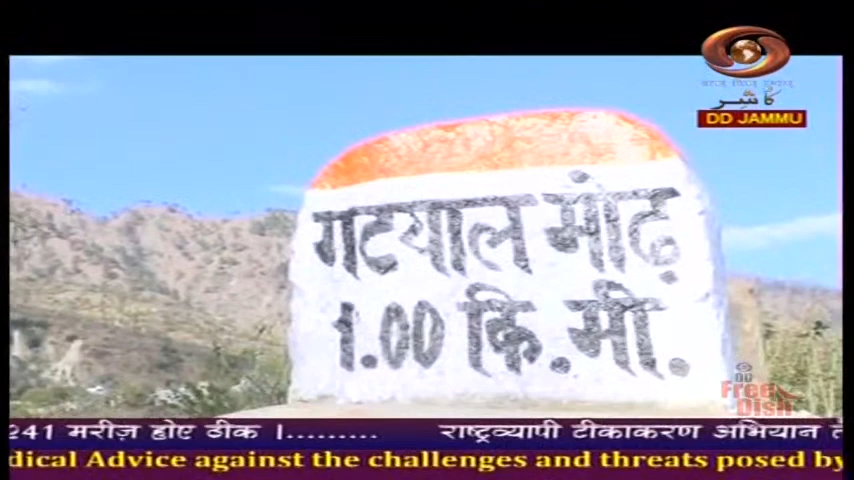 کٲشِر
DD JAMMU
गटयाल मोढ़
1.00 कि. मी.
DD
Free
Dish
241 मरीज़ होए ठीक ।......... राष्ट्रव्यापी टीकाकरण अभियान
dical Advice against the challenges and threats posed by